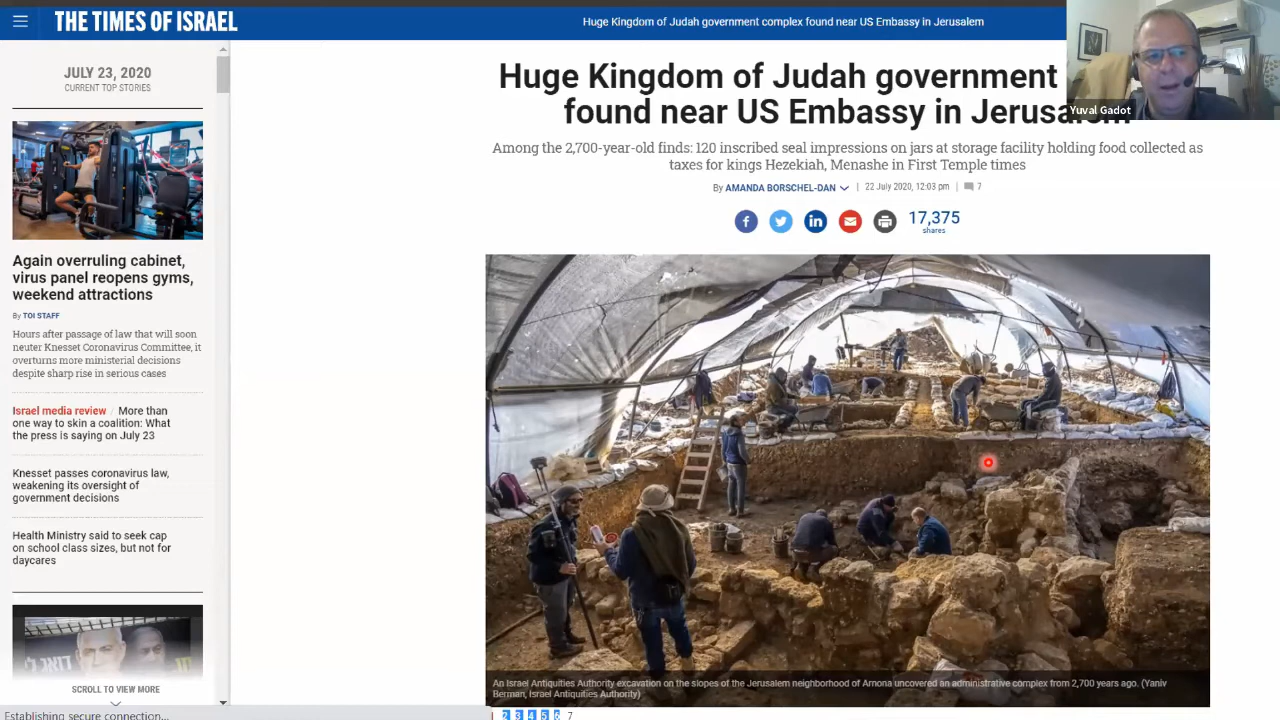 THE TIMES OF ISRAEL
Huge Kingdom of Judah government complex found near US Embassy in Jerusalem
Yuval Gadot
JULY 23, 2020
CURRENT TOP STORIES
Again overruling cabinet,
virus panel reopens gyms,
weekend attractions
By TOI STAFF
Hours after passage of law that will soon
neuter Knesset Coronavirus Committee, it
overturns more ministerial decisions
despite sharp rise in serious cases
Israel media review / More than
one way to skin a coalition: What
the press is saying on July 23
Knesset passes coronavirus law,
weakening its oversight of
government decisions
Health Ministry said to seek cap
on school class sizes, but not for
daycares
SCROLL TO VIEW MORE
Establishing secure connection...
Huge Kingdom of Judah government
found near US Embassy in Jerusalem
Among the 2,700-year-old finds: 120 inscribed seal impressions on jars at storage facility holding food collected as
taxes for kings Hezekiah, Menashe in First Temple times
By AMANDA BORSCHEL-DAN | 22 July 2020, 12:03 pm | 7
17,375
shares
An Israel Antiquities Authority excavation on the slopes of the Jerusalem neighborhood of Arnona uncovered an administrative complex from 2,700 years ago. (Yaniv
Berman, Israel Antiquities Authority)
2 3 4 5 6 7